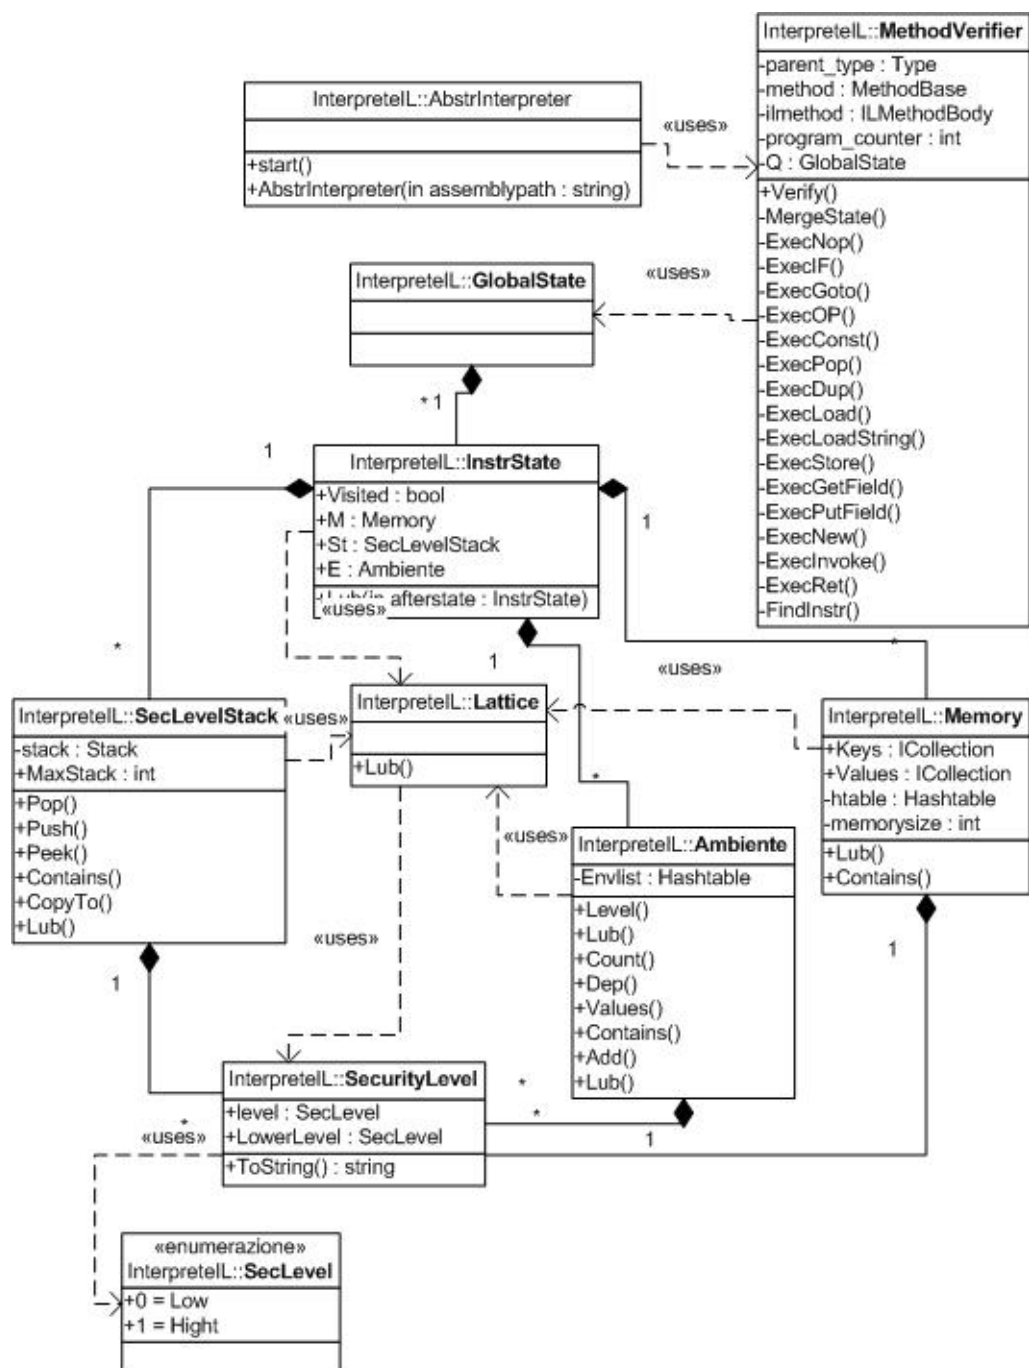 InterpreteIL::MethodVerifier
-parent_type : Type
-method : MethodBase
-ilmethod : ILMethodBody
-program_counter : int
-Q : GlobalState
+Verify()
-MergeState()
-ExecNop()
-ExecIF()
-ExecGoto()
-ExecOP()
-ExecConst()
-ExecPop()
-ExecDup()
-ExecLoad()
-ExecLoadString()
-ExecStore()
-ExecGetField()
-ExecPutField()
-ExecNew()
-ExecInvoke()
-ExecRet()
-FindInstr()
InterpreteIL::AbstrInterpreter
+start()
+AbstrInterpreter(in assemblypath : string)
«uses»
InterpreteIL::GlobalState
«uses»
* 1
1
InterpreteIL::InstrState
+Visited : bool
+M : Memory
+St : SecLevelStack
+E : Ambiente
+Lub(in afterstate : InstrState)
«uses»
1
*
*
1
«uses»
InterpreteIL::SecLevelStack
-stack : Stack
+MaxStack : int
+Pop()
+Push()
+Peek()
+Contains()
+CopyTo()
+Lub()
«uses»
InterpreteIL::Lattice
+Lub()
*
InterpreteIL::Memory
+Keys : ICollection
+Values : ICollection
-htable : Hashtable
-memorysize : int
+Lub()
+Contains()
«uses»
InterpreteIL::Ambiente
-Envlist : Hashtable
+Level()
+Lub()
+Count()
+Dep()
+Values()
+Contains()
+Add()
+Lub()
«uses»
1
1
InterpreteIL::SecurityLevel
+level : SecLevel
+LowerLevel : SecLevel
+ToString() : string
*
*
1
*
«uses»
«enumerazione»
InterpreteIL::SecLevel
+0 = Low
+1 = Hight